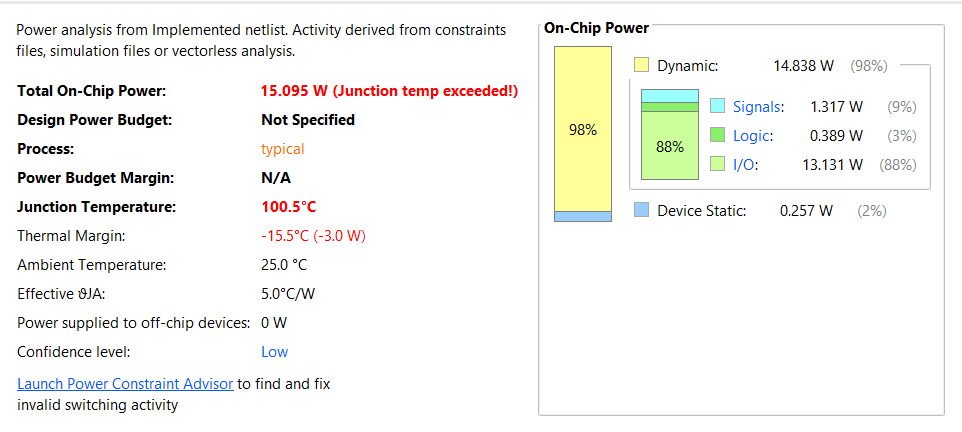 Power analysis from Implemented netlist. Activity derived from constraints
files, simulation files or vectorless analysis.
Total On-Chip Power: 15.095 W (Junction temp exceeded!)
Design Power Budget: Not Specified
Process: typical
Power Budget Margin: N/A
Junction Temperature: 100.5°C
Thermal Margin: -15.5°C (-3.0 W)
Ambient Temperature: 25.0 °C
Effective ϑJA: 5.0°C/W
Power supplied to off-chip devices: 0 W
Confidence level: Low
Launch Power Constraint Advisor to find and fix
invalid switching activity
On-Chip Power
98%
88%
Dynamic: 14.838 W (98%)
Signals: 1.317 W (9%)
Logic: 0.389 W (3%)
I/O: 13.131 W (88%)
Device Static: 0.257 W (2%)